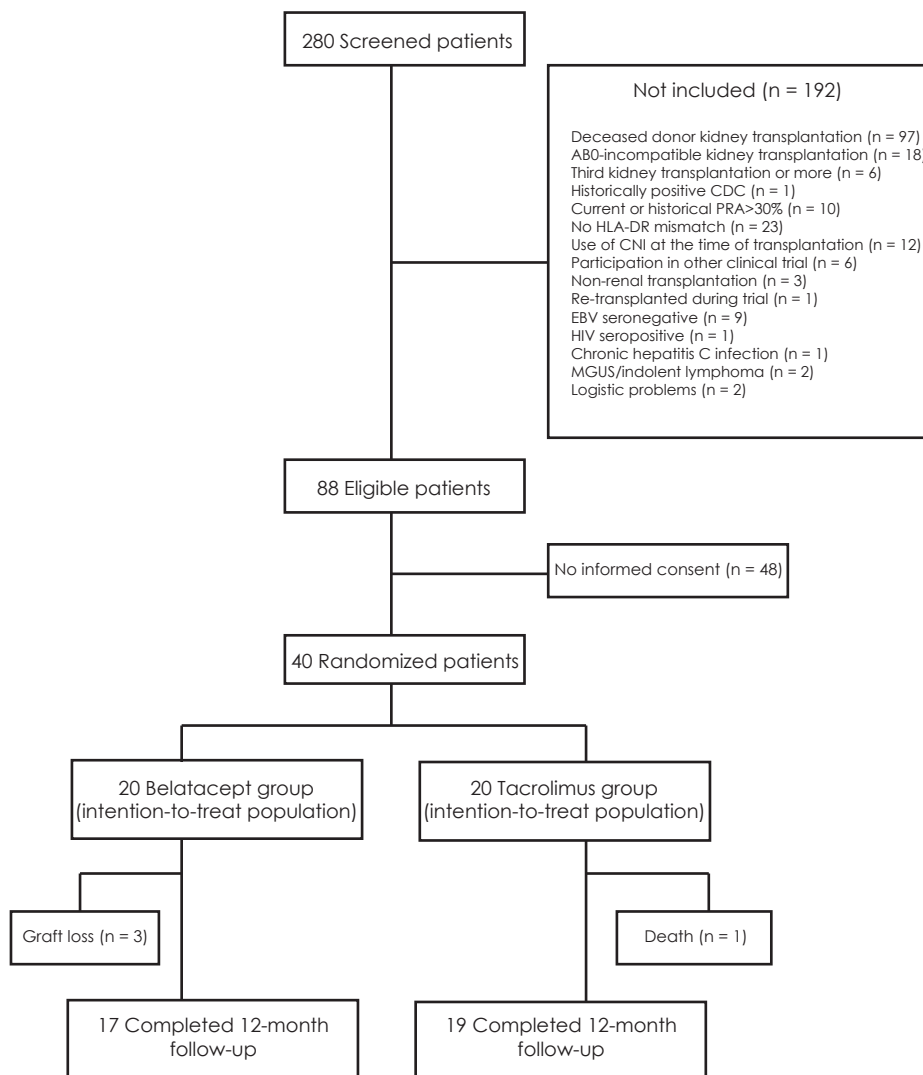 280 Screened patients
Not included (n = 192)
Deceased donor kidney transplantation (n = 97)
AB0-incompatible kidney transplantation (n = 18)
Third kidney transplantation or more (n = 6)
Historically positive CDC (n = 1)
Current or historical PRA>30% (n = 10)
No HLA-DR mismatch (n = 23)
Use of CNI at the time of transplantation (n = 12)
Participation in other clinical trial (n = 6)
Non-renal transplantation (n = 3)
Re-transplanted during trial (n = 1)
EBV seronegative (n = 9)
HIV seropositive (n = 1)
Chronic hepatitis C infection (n = 1)
MGUS/indolent lymphoma (n = 2)
Logistic problems (n = 2)
88 Eligible patients
No informed consent (n = 48)
40 Randomized patients
20 Belatacept group
(intention-to-treat population)
20 Tacrolimus group
(intention-to-treat population)
Graft loss (n = 3)
Death (n = 1)
17 Completed 12-month
follow-up
19 Completed 12-month
follow-up